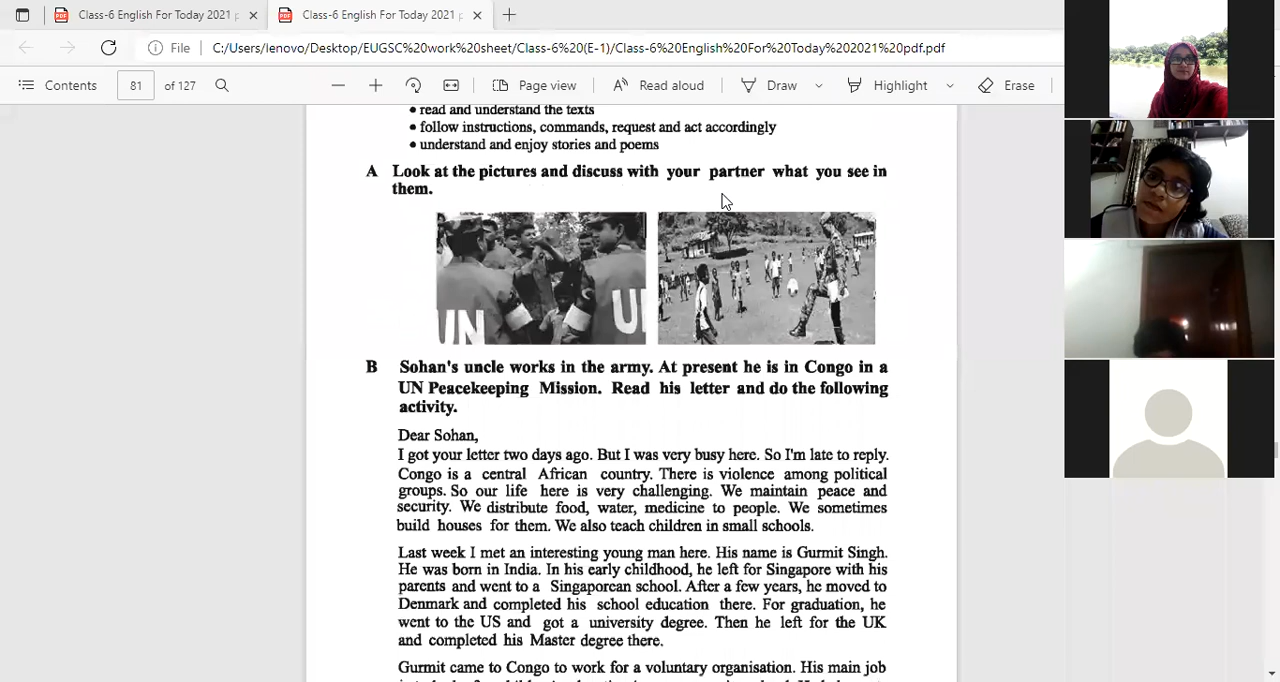 Class-6 English For Today 2021 p
Class-6 English For Today 2021 p
File C:/Users/lenovo/Desktop/EUGSC%20work%20sheet/Class-6%20(E-1)/Class-6%20English%20For%20Today%202021%20pdf.pdf
Contents 81 of 127 Page view Read aloud Draw Highlight Erase
• read and understand the texts
• follow instructions, commands, request and act accordingly
• understand and enjoy stories and poems
A Look at the pictures and discuss with your partner what you see in
them.
UN
U
B Sohan's uncle works in the army. At present he is in Congo in a
UN Peacekeeping Mission. Read his letter and do the following
activity.
Dear Sohan,
I got your letter two days ago. But I was very busy here. So I'm late to reply.
Congo is a central African country. There is violence among political
groups. So our life here is very challenging. We maintain peace and
security. We distribute food, water, medicine to people. We sometimes
build houses for them. We also teach children in small schools.
Last week I met an interesting young man here. His name is Gurmit Singh.
He was born in India. In his early childhood, he left for Singapore with his
parents and went to a Singaporean school. After a few years, he moved to
Denmark and completed his school education there. For graduation, he
went to the US and got a university degree. Then he left for the UK
and completed his Master degree there.
Gurmit came to Congo to work for a voluntary organisation. His main job